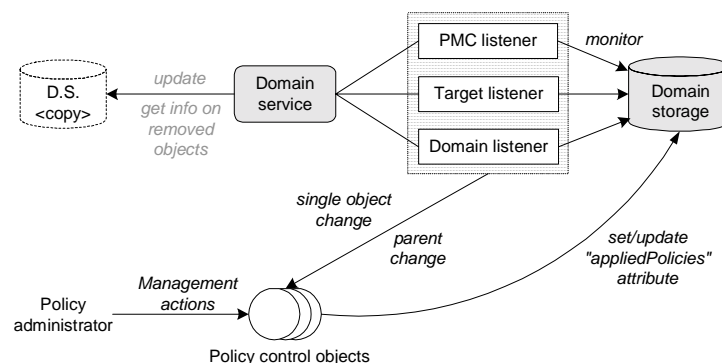 PMC listener
monitor
update
Domain
service
D.S.
<copy>
Target listener
Domain
storage
get info on
removed
objects
Domain listener
single object
change
parent
change
set/update
"appliedPolicies"
attribute
Management
actions
Policy
administrator
Policy control objects